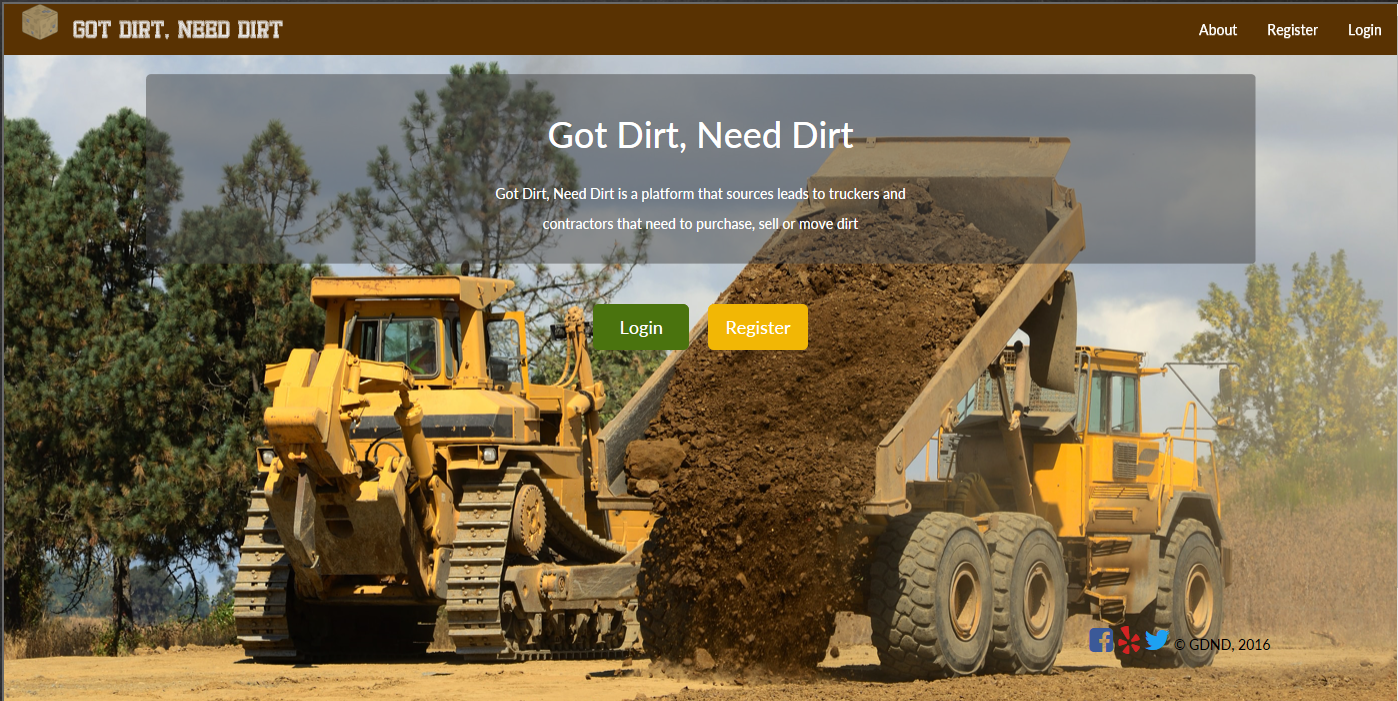 GOT DIRT, NEED DIRT
About Register Login
Got Dirt, Need Dirt
Got Dirt, Need Dirt is a platform that sources leads to truckers and
contractors that need to purchase, sell or move dirt
Login Register
© GDND, 2016